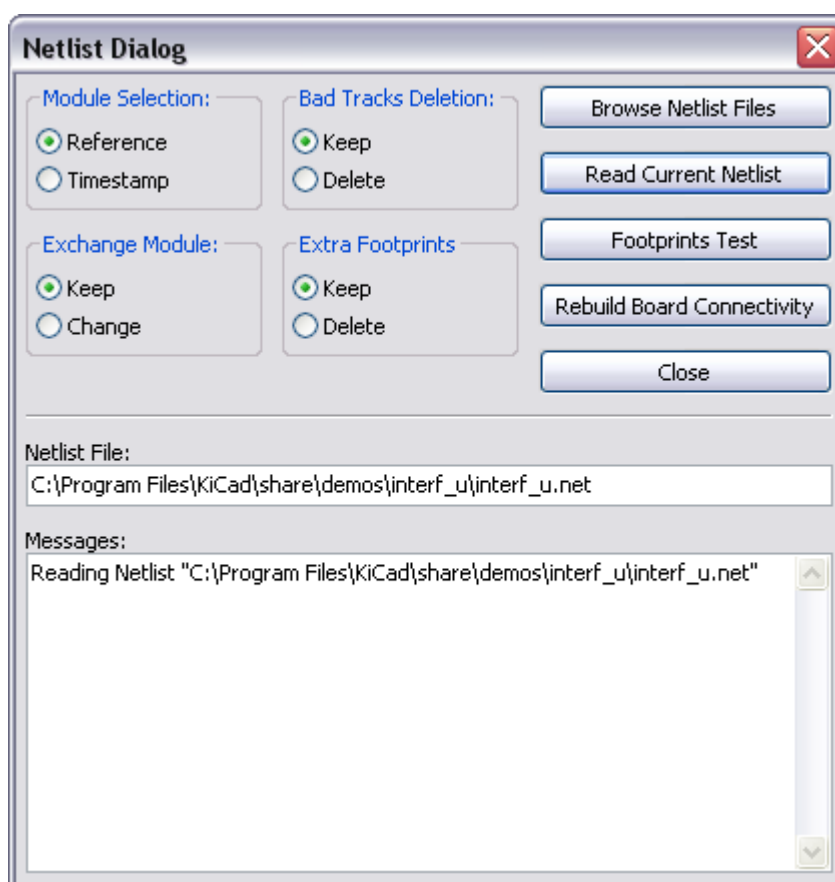 Netlist Dialog
Module Selection:
Reference
Timestamp
Bad Tracks Deletion:
Keep
Delete
Browse Netlist Files
Read Current Netlist
Exchange Module:
Keep
Change
Extra Footprints
Keep
Delete
Footprints Test
Rebuild Board Connectivity
Close
Netlist File:
C:\Program Files\KiCad\share\demos\interf_u\interf_u.net
Messages:
Reading Netlist "C:\Program Files\KiCad\share\demos\interf_u\interf_u.net"